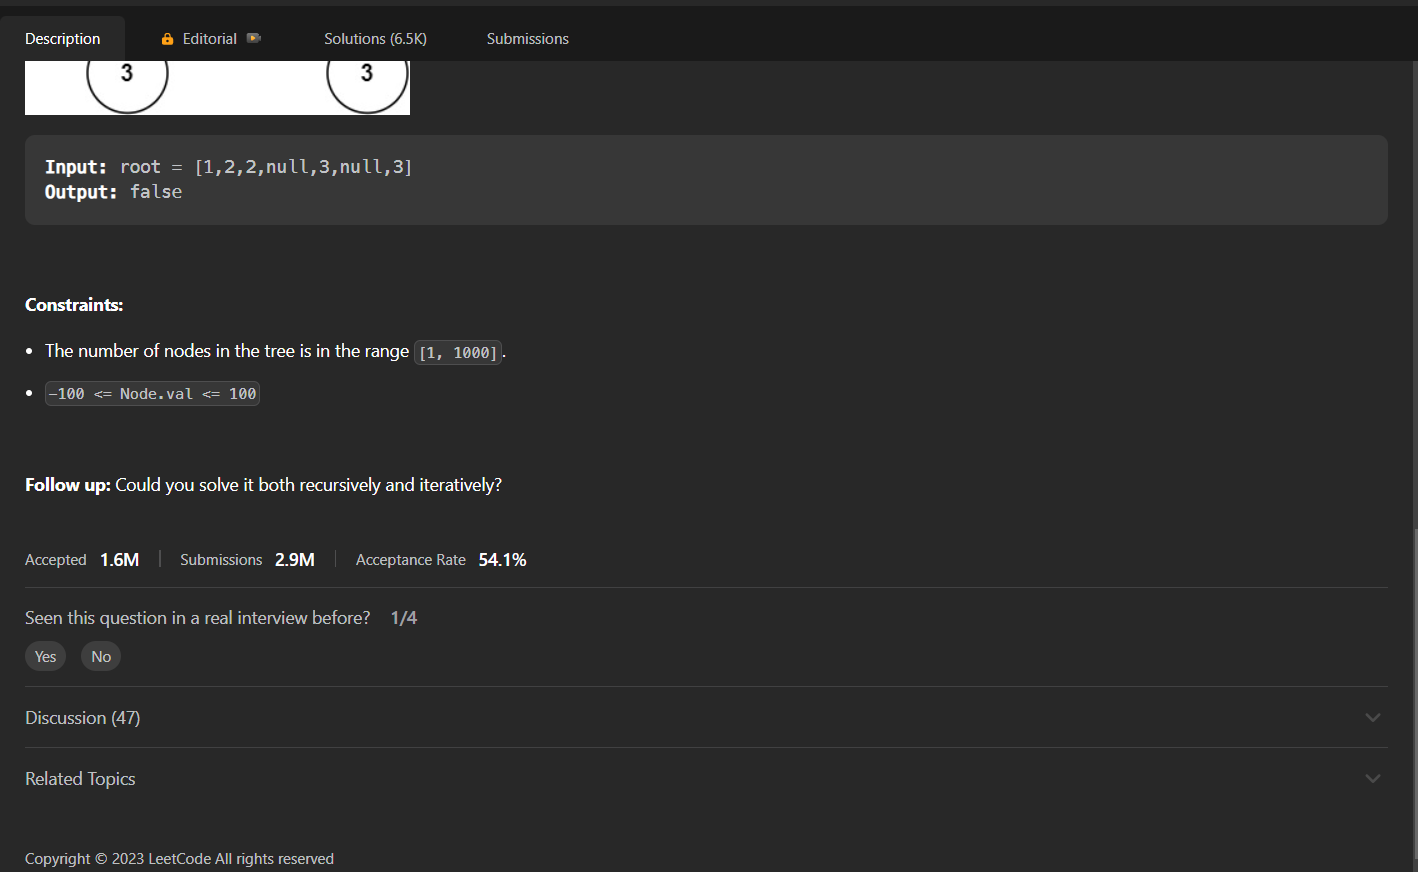 Description
Editorial
Solutions (6.5K)
Submissions
3
3
Input: root = [1,2,2,null,3,null,3]
Output: false
Constraints:
• The number of nodes in the tree is in the range [1, 1000].
• -100 <= Node.val <= 100
Follow up: Could you solve it both recursively and iteratively?
Accepted 1.6M | Submissions 2.9M | Acceptance Rate 54.1%
Seen this question in a real interview before? 1/4
Yes No
Discussion (47)
Related Topics
Copyright © 2023 LeetCode All rights reserved